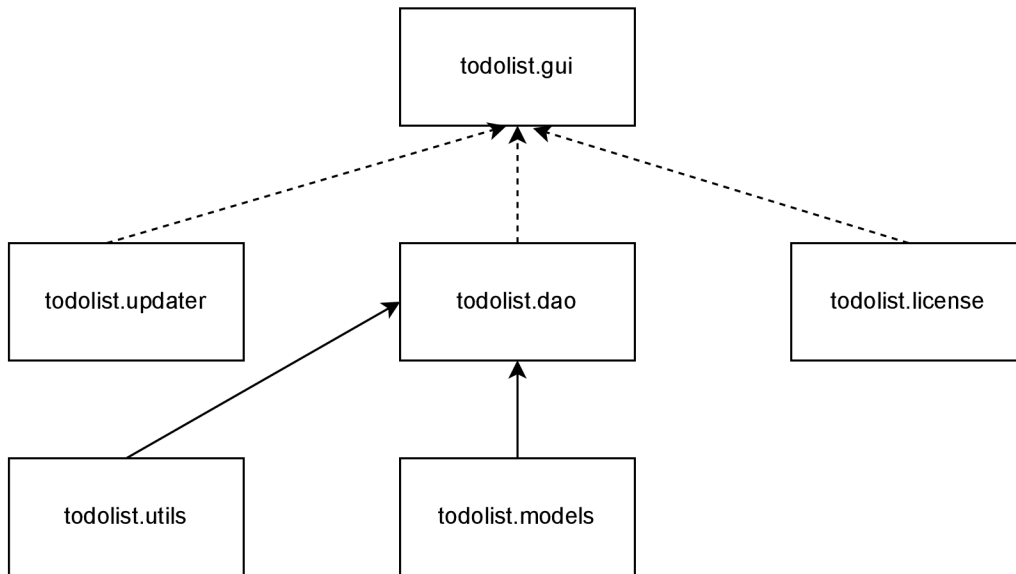 todolist.gui
todolist.updater
todolist.dao
todolist.license
todolist.utils
todolist.models